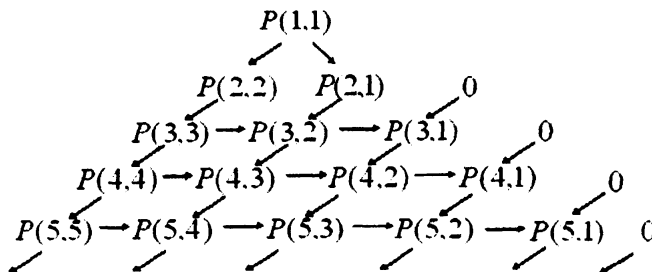 P(1,1)
P(2,2) P(2,1) 0
P(3,3) P(3,2) P(3,1) 0
P(4,4) P(4,3) P(4,2) P(4,1) 0
P(5,5) P(5,4) P(5,3) P(5,2) P(5,1) 0